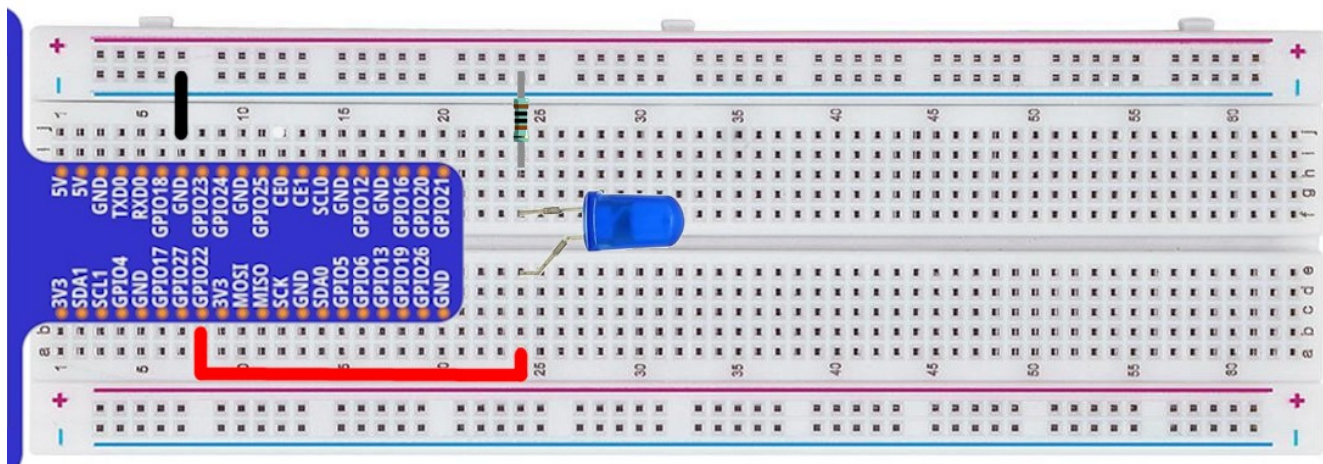 + +
− −
1 5 10 15 20 25 30 35 40 45 50 55 60
j j
i i
h
g
f
5V 5V GND TXD0 RXD0 GPIO18 GND GPIO23 GPIO24 GND GPIO25 CE0 CE1 SCL0 GND GPIO12 GND GPIO16 GPIO20 GPIO21
3V3 SDA1 SCL1 GPIO4 GND GPIO17 GPIO27 GPIO22 3V3 MOSI MISO SCK GND SDA0 GPIO5 GPIO6 GPIO13 GPIO19 GPIO26 GND
e
d
c
b b
a a
1 5 0 5 0 25 30 35 40 45 50 55 60
+ +
− −